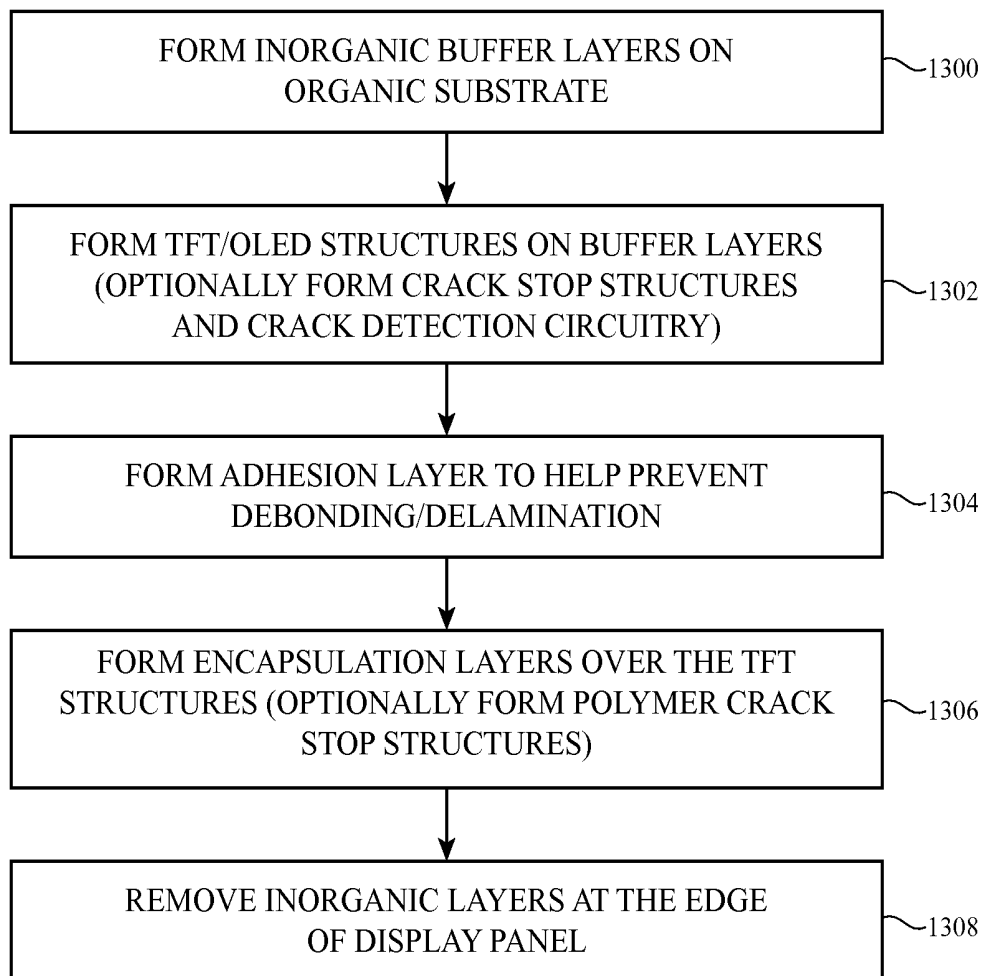 FORM INORGANIC BUFFER LAYERS ON
ORGANIC SUBSTRATE
1300
FORM TFT/OLED STRUCTURES ON BUFFER LAYERS
(OPTIONALLY FORM CRACK STOP STRUCTURES
AND CRACK DETECTION CIRCUITRY)
1302
FORM ADHESION LAYER TO HELP PREVENT
DEBONDING/DELAMINATION
1304
FORM ENCAPSULATION LAYERS OVER THE TFT
STRUCTURES (OPTIONALLY FORM POLYMER CRACK
STOP STRUCTURES)
1306
REMOVE INORGANIC LAYERS AT THE EDGE
OF DISPLAY PANEL
1308